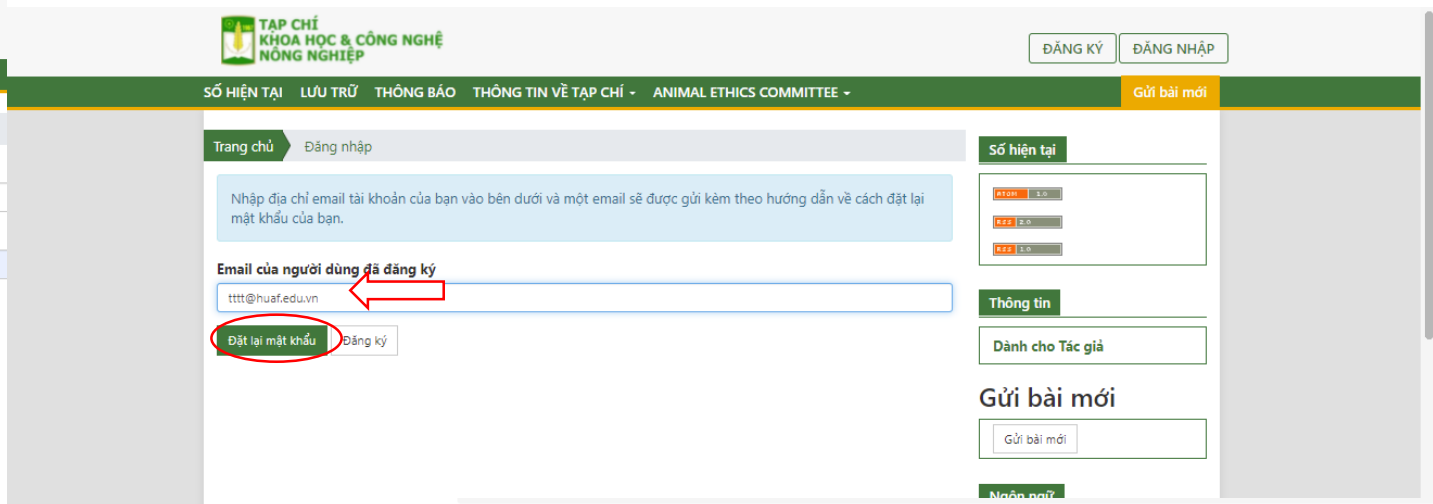 TẠP CHÍ
KHOA HỌC & CÔNG NGHỆ
NÔNG NGHIỆP
ĐĂNG KÝ ĐĂNG NHẬP
SỐ HIỆN TẠI LƯU TRỮ THÔNG BÁO THÔNG TIN VỀ TẠP CHÍ ANIMAL ETHICS COMMITTEE Gửi bài mới
Trang chủ Đăng nhập
Nhập địa chỉ email tài khoản của bạn vào bên dưới và một email sẽ được gửi kèm theo hướng dẫn về cách đặt lại
mật khẩu của bạn.
Email của người dùng đã đăng ký
tttt@huaf.edu.vn
Đặt lại mật khẩu Đăng ký
Số hiện tại
ATOM 1.0
RSS 2.0
RSS 1.0
Thông tin
Dành cho Tác giả
Gửi bài mới
Gửi bài mới
Ngôn ngữ